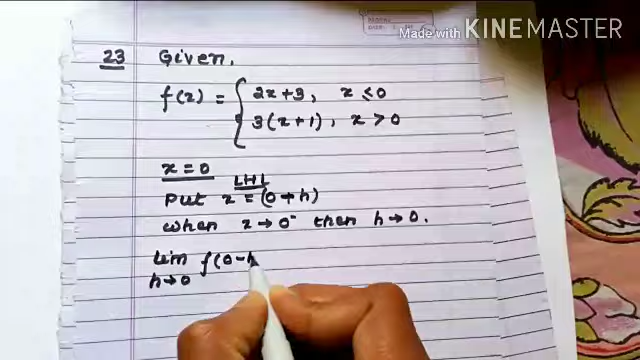 Made with KINEMASTER
23 Given,
f(x) = { 2x+3, x ≤ 0
3(x+1), x > 0
x = 0
LHL
Put x = (0+h)
when x → 0⁻ then h → 0.
lim f(0-h
h→0